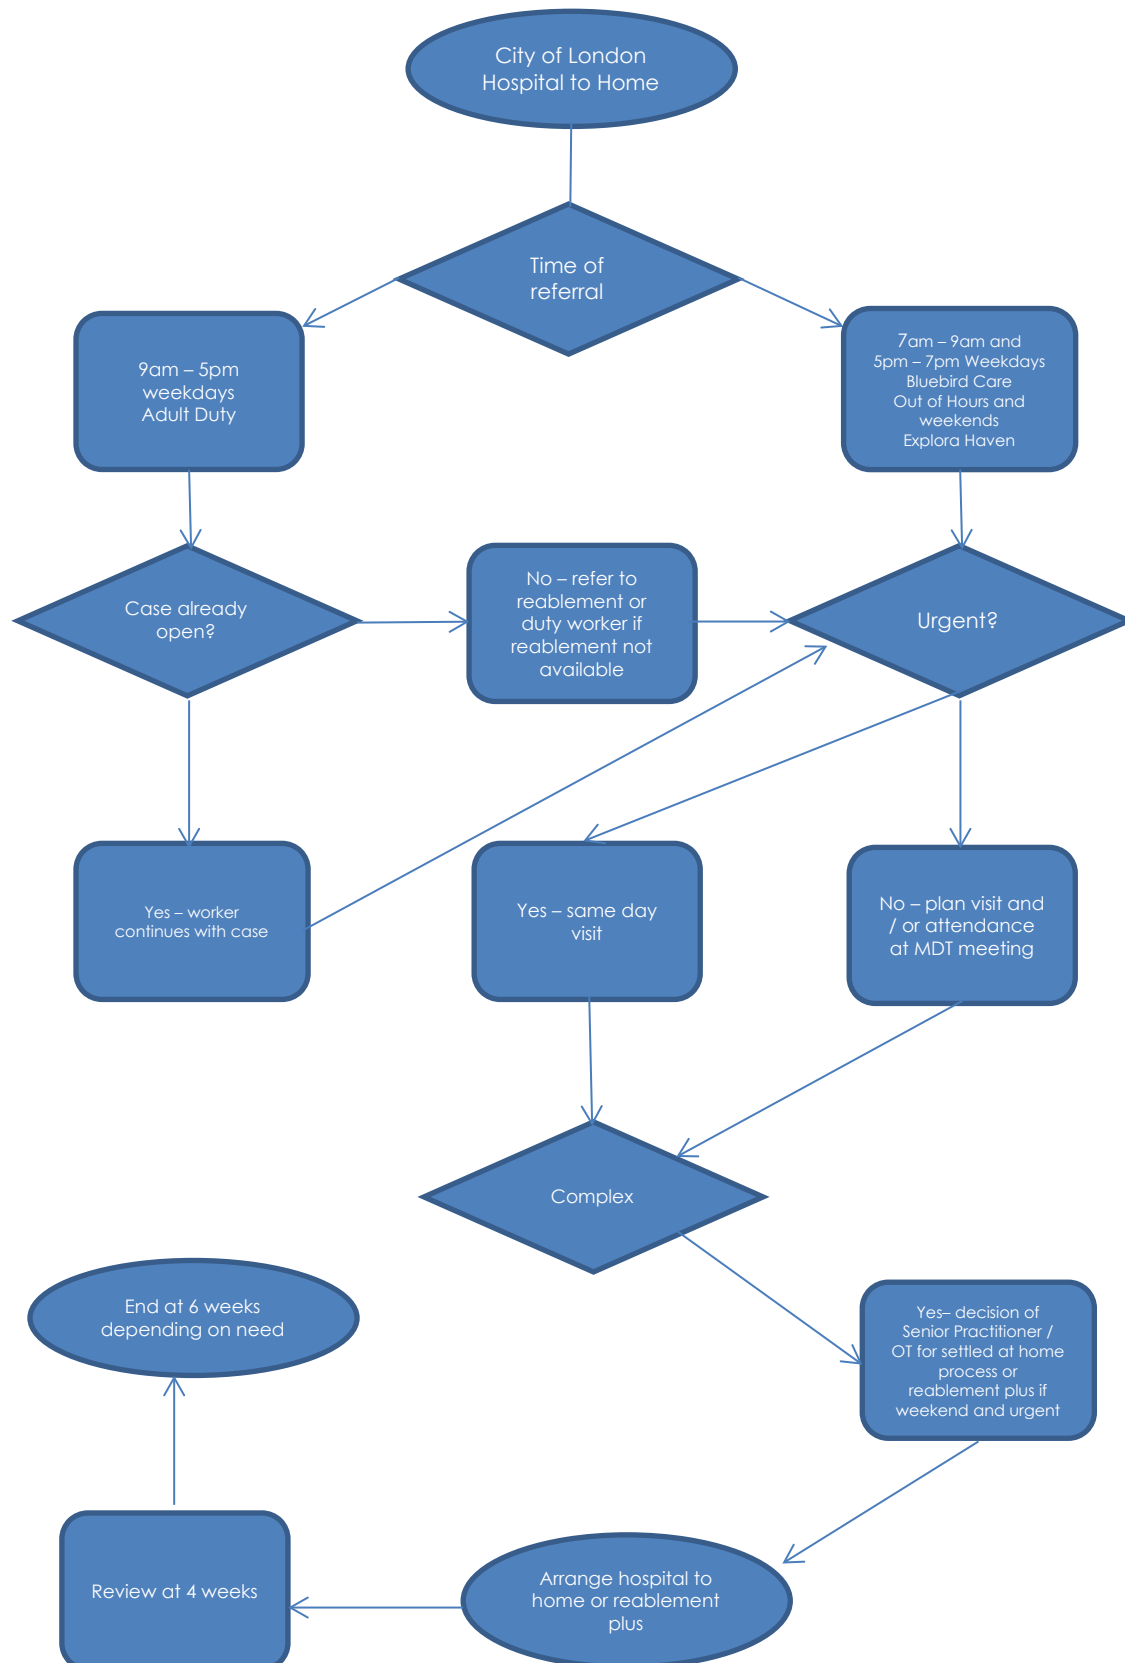 City of London
Hospital to Home
Time of
referral
9am – 5pm
weekdays
Adult Duty
7am – 9am and
5pm – 7pm Weekdays
Bluebird Care
Out of Hours and
weekends
Explora Haven
Case already
open?
No – refer to
reablement or
duty worker if
reablement not
available
Urgent?
Yes – worker
continues with case
Yes – same day
visit
No – plan visit and
/ or attendance
at MDT meeting
Complex
End at 6 weeks
depending on need
Yes– decision of
Senior Practitioner /
OT for settled at home
process or
reablement plus if
weekend and urgent
Review at 4 weeks
Arrange hospital to
home or reablement
plus